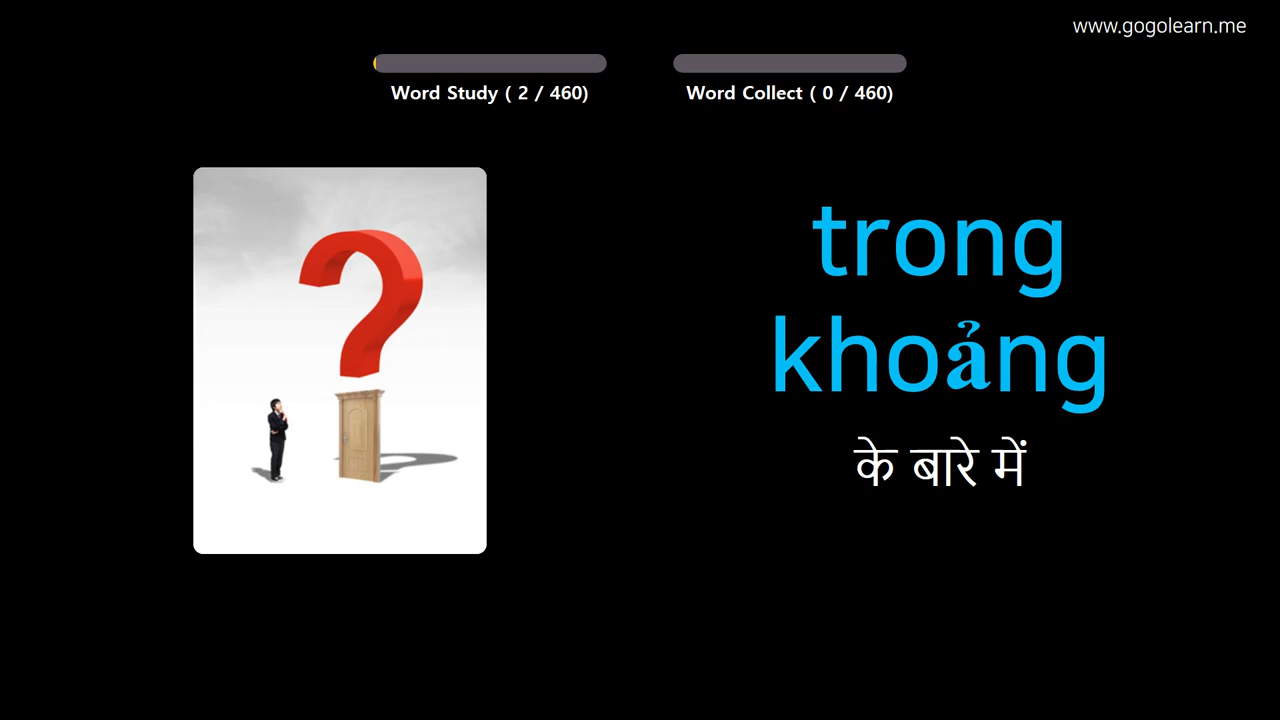 www.gogolearn.me
Word Study ( 2 / 460)
Word Collect ( 0 / 460)
trong
khoảng
के बारे में